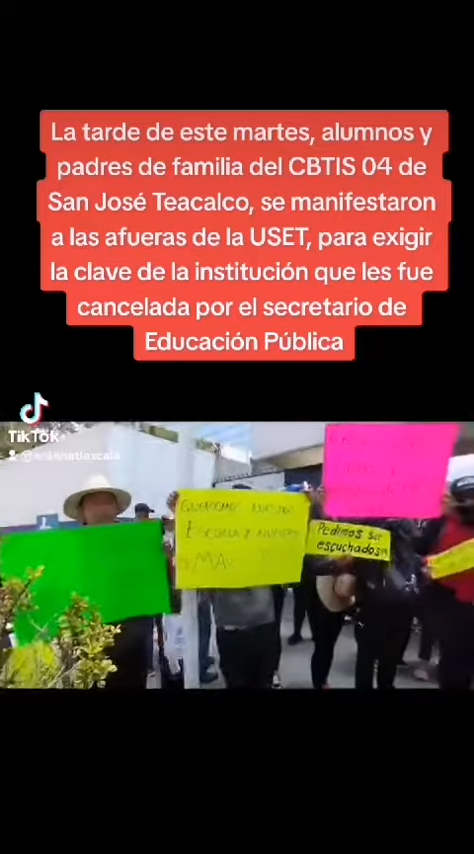 La tarde de este martes, alumnos y
padres de familia del CBTIS 04 de
San José Teacalco, se manifestaron
a las afueras de la USET, para exigir
la clave de la institución que les fue
cancelada por el secretario de
Educación Pública
TikTok
Escuela y nuestro
Pedimos ser
escuchados